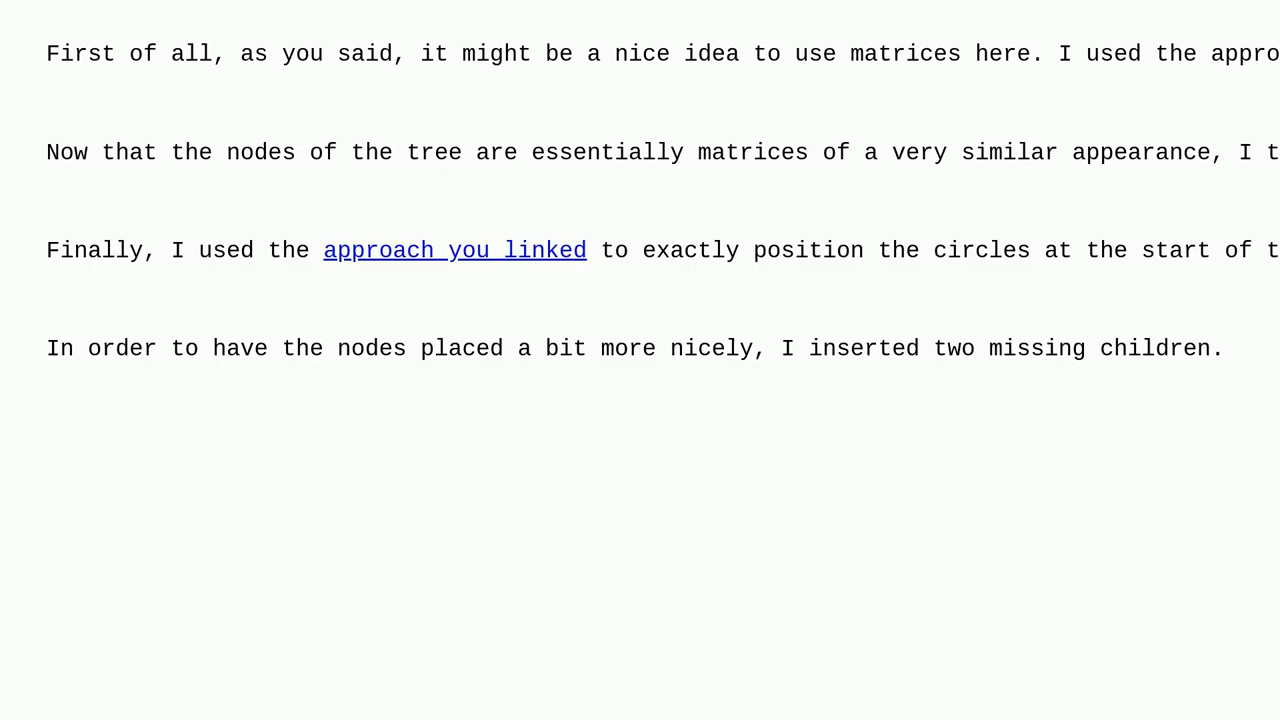 First of all, as you said, it might be a nice idea to use matrices here. I used the
Now that the nodes of the tree are essentially matrices of a very similar appearance, I
Finally, I used the approach you linked to exactly position the circles at the start of
In order to have the nodes placed a bit more nicely, I inserted two missing children.